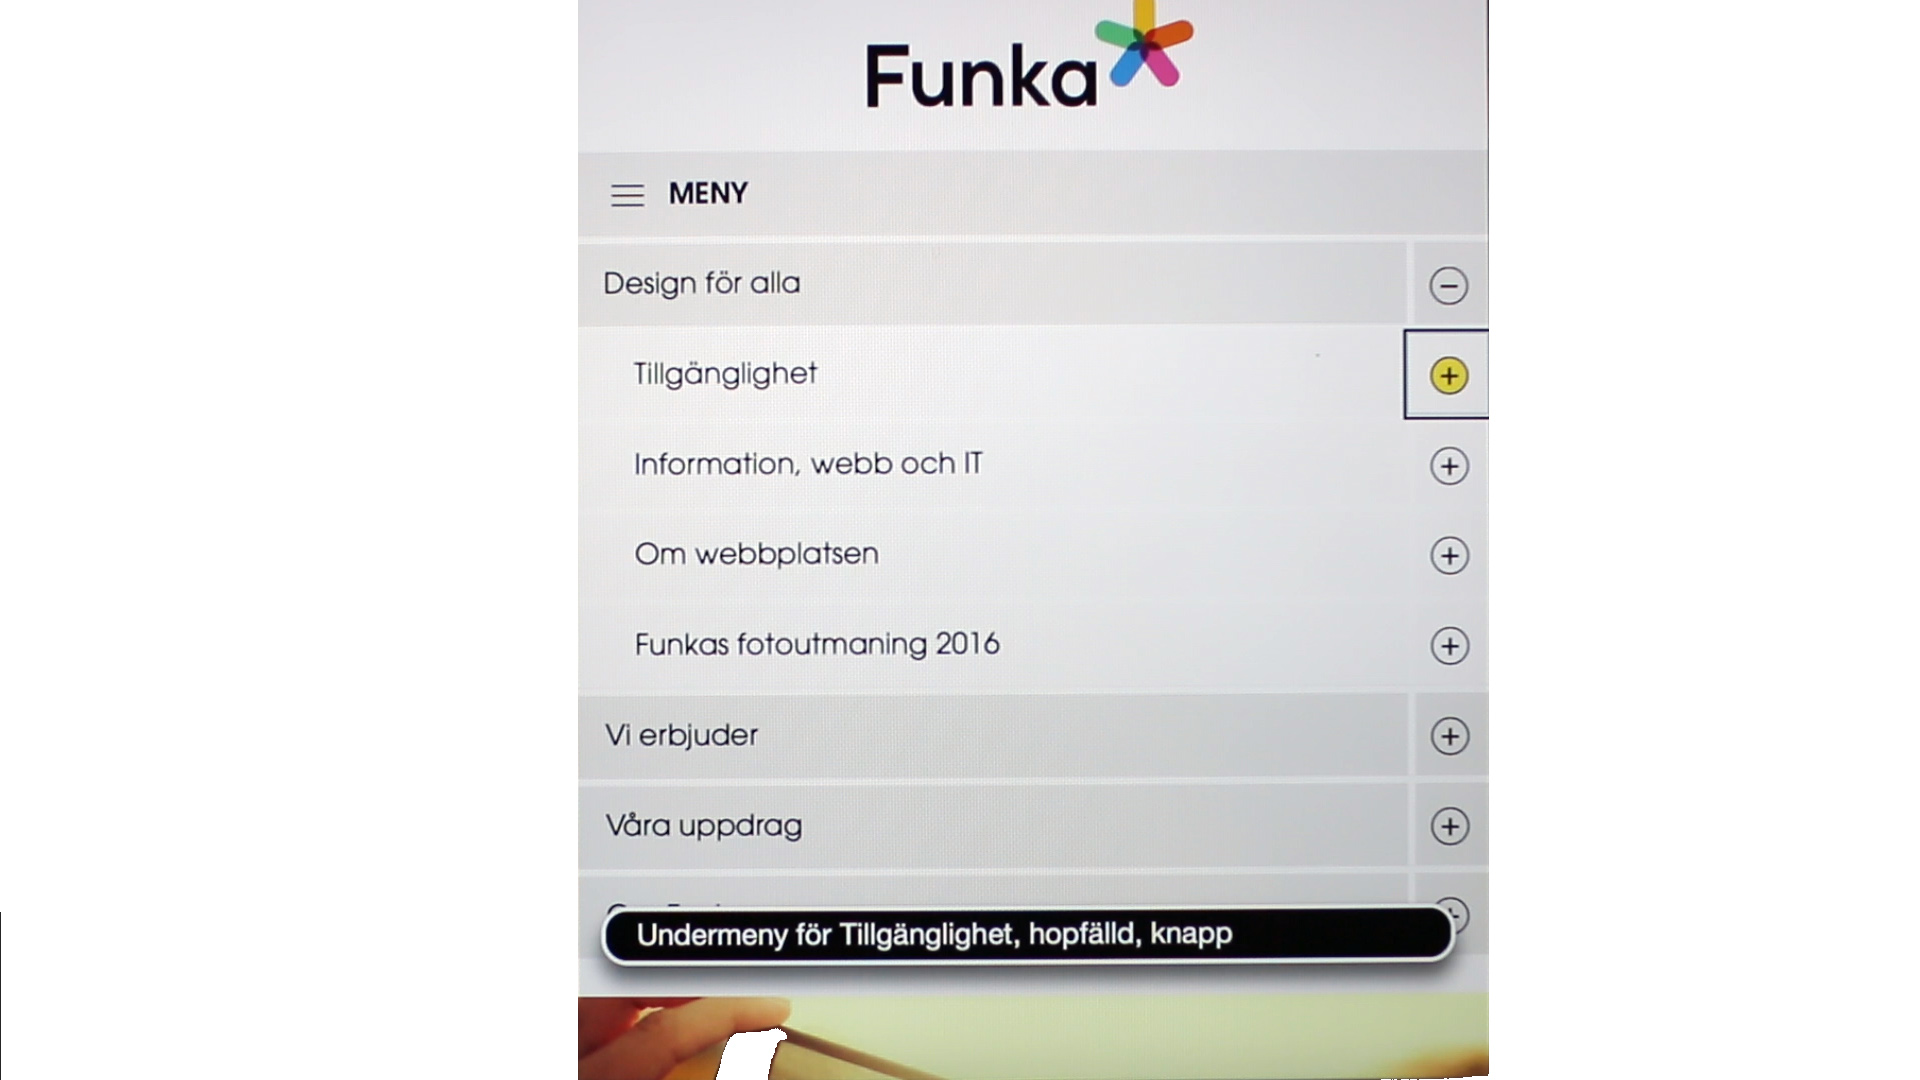 Funka
MENY
Design för alla
Tillgänglighet
Information, webb och IT
Om webbplatsen
Funkas fotoutmaning 2016
Vi erbjuder
Våra uppdrag
Undermeny för Tillgänglighet, hopfälld, knapp